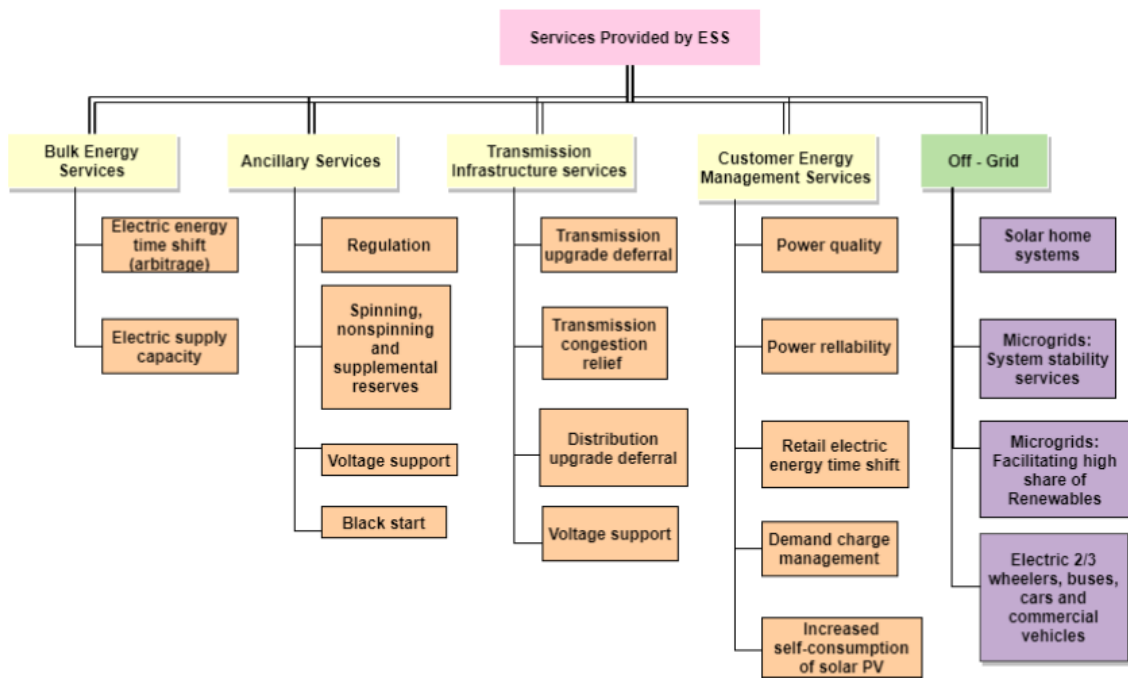 Services Provided by ESS
Bulk Energy
Services
Ancillary Services
Transmission
Infrastructure services
Customer Energy
Management Services
Off - Grid
Electric energy
time shift
(arbitrage)
Electric supply
capacity
Regulation
Spinning,
nonspinning
and
supplemental
reserves
Voltage support
Black start
Transmission
upgrade deferral
Transmission
congestion
relief
Distribution
upgrade deferral
Voltage support
Power quality
Power rellability
Retail electric
energy time shift
Demand charge
management
Increased
self-consumption
of solar PV
Solar home
systems
Microgrids:
System stability
services
Microgrids:
Facilitating high
share of
Renewables
Electric 2/3
wheelers, buses,
cars and
commercial
vehicles